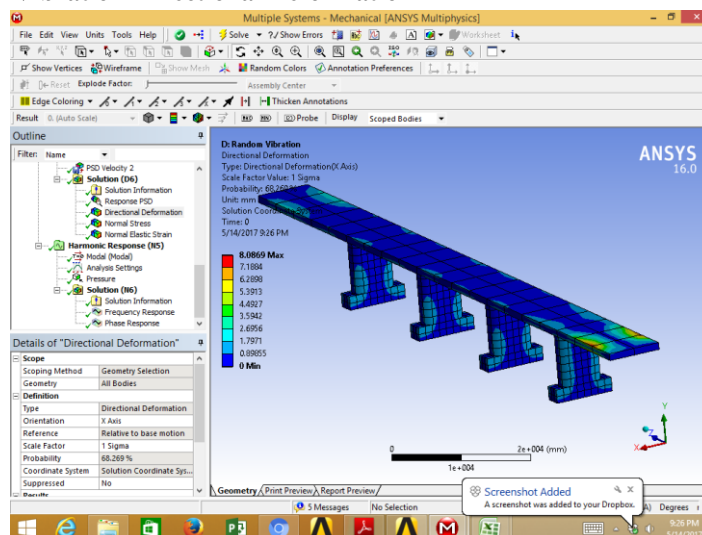 Multiple Systems - Mechanical [ANSYS Multiphysics]
File Edit View Units Tools Help Solve ?/ Show Errors A Worksheet
Show Vertices Wireframe Show Mesh Random Colors Annotation Preferences
Reset Explode Factor: Assembly Center
Edge Coloring Thicken Annotations
Result 0. (Auto Scale) Probe Display Scoped Bodies
Outline
Filter: Name
PSD Velocity 2
Solution (D6)
Solution Information
Response PSD
Directional Deformation
Normal Stress
Normal Elastic Strain
Harmonic Response (N5)
Modal (Modal)
Analysis Settings
Pressure
Solution (N6)
Solution Information
Frequency Response
Phase Response
Details of "Directional Deformation"
Scope
Scoping Method Geometry Selection
Geometry All Bodies
Definition
Type Directional Deformation
Orientation X Axis
Reference Relative to base motion
Scale Factor 1 Sigma
Probability 68.269 %
Coordinate System Solution Coordinate Sys...
Suppressed No
Results
D: Random Vibration
Directional Deformation
Type: Directional Deformation(X Axis)
Scale Factor Value: 1 Sigma
Probability: 68.269 %
Unit: mm
Solution
Time: 0
5/14/2017 9:26 PM
8.0869 Max
7.1884
6.2898
5.3913
4.4927
3.5942
2.6956
1.7971
0.89855
0 Min
ANSYS
16.0
0 2e+004 (mm)
1e+004
Y
Z
X
Geometry Print Preview Report Preview
Screenshot Added
A screenshot was added to your Dropbox.
5 Messages No Selection Degrees
9:26 PM
5/14/2017